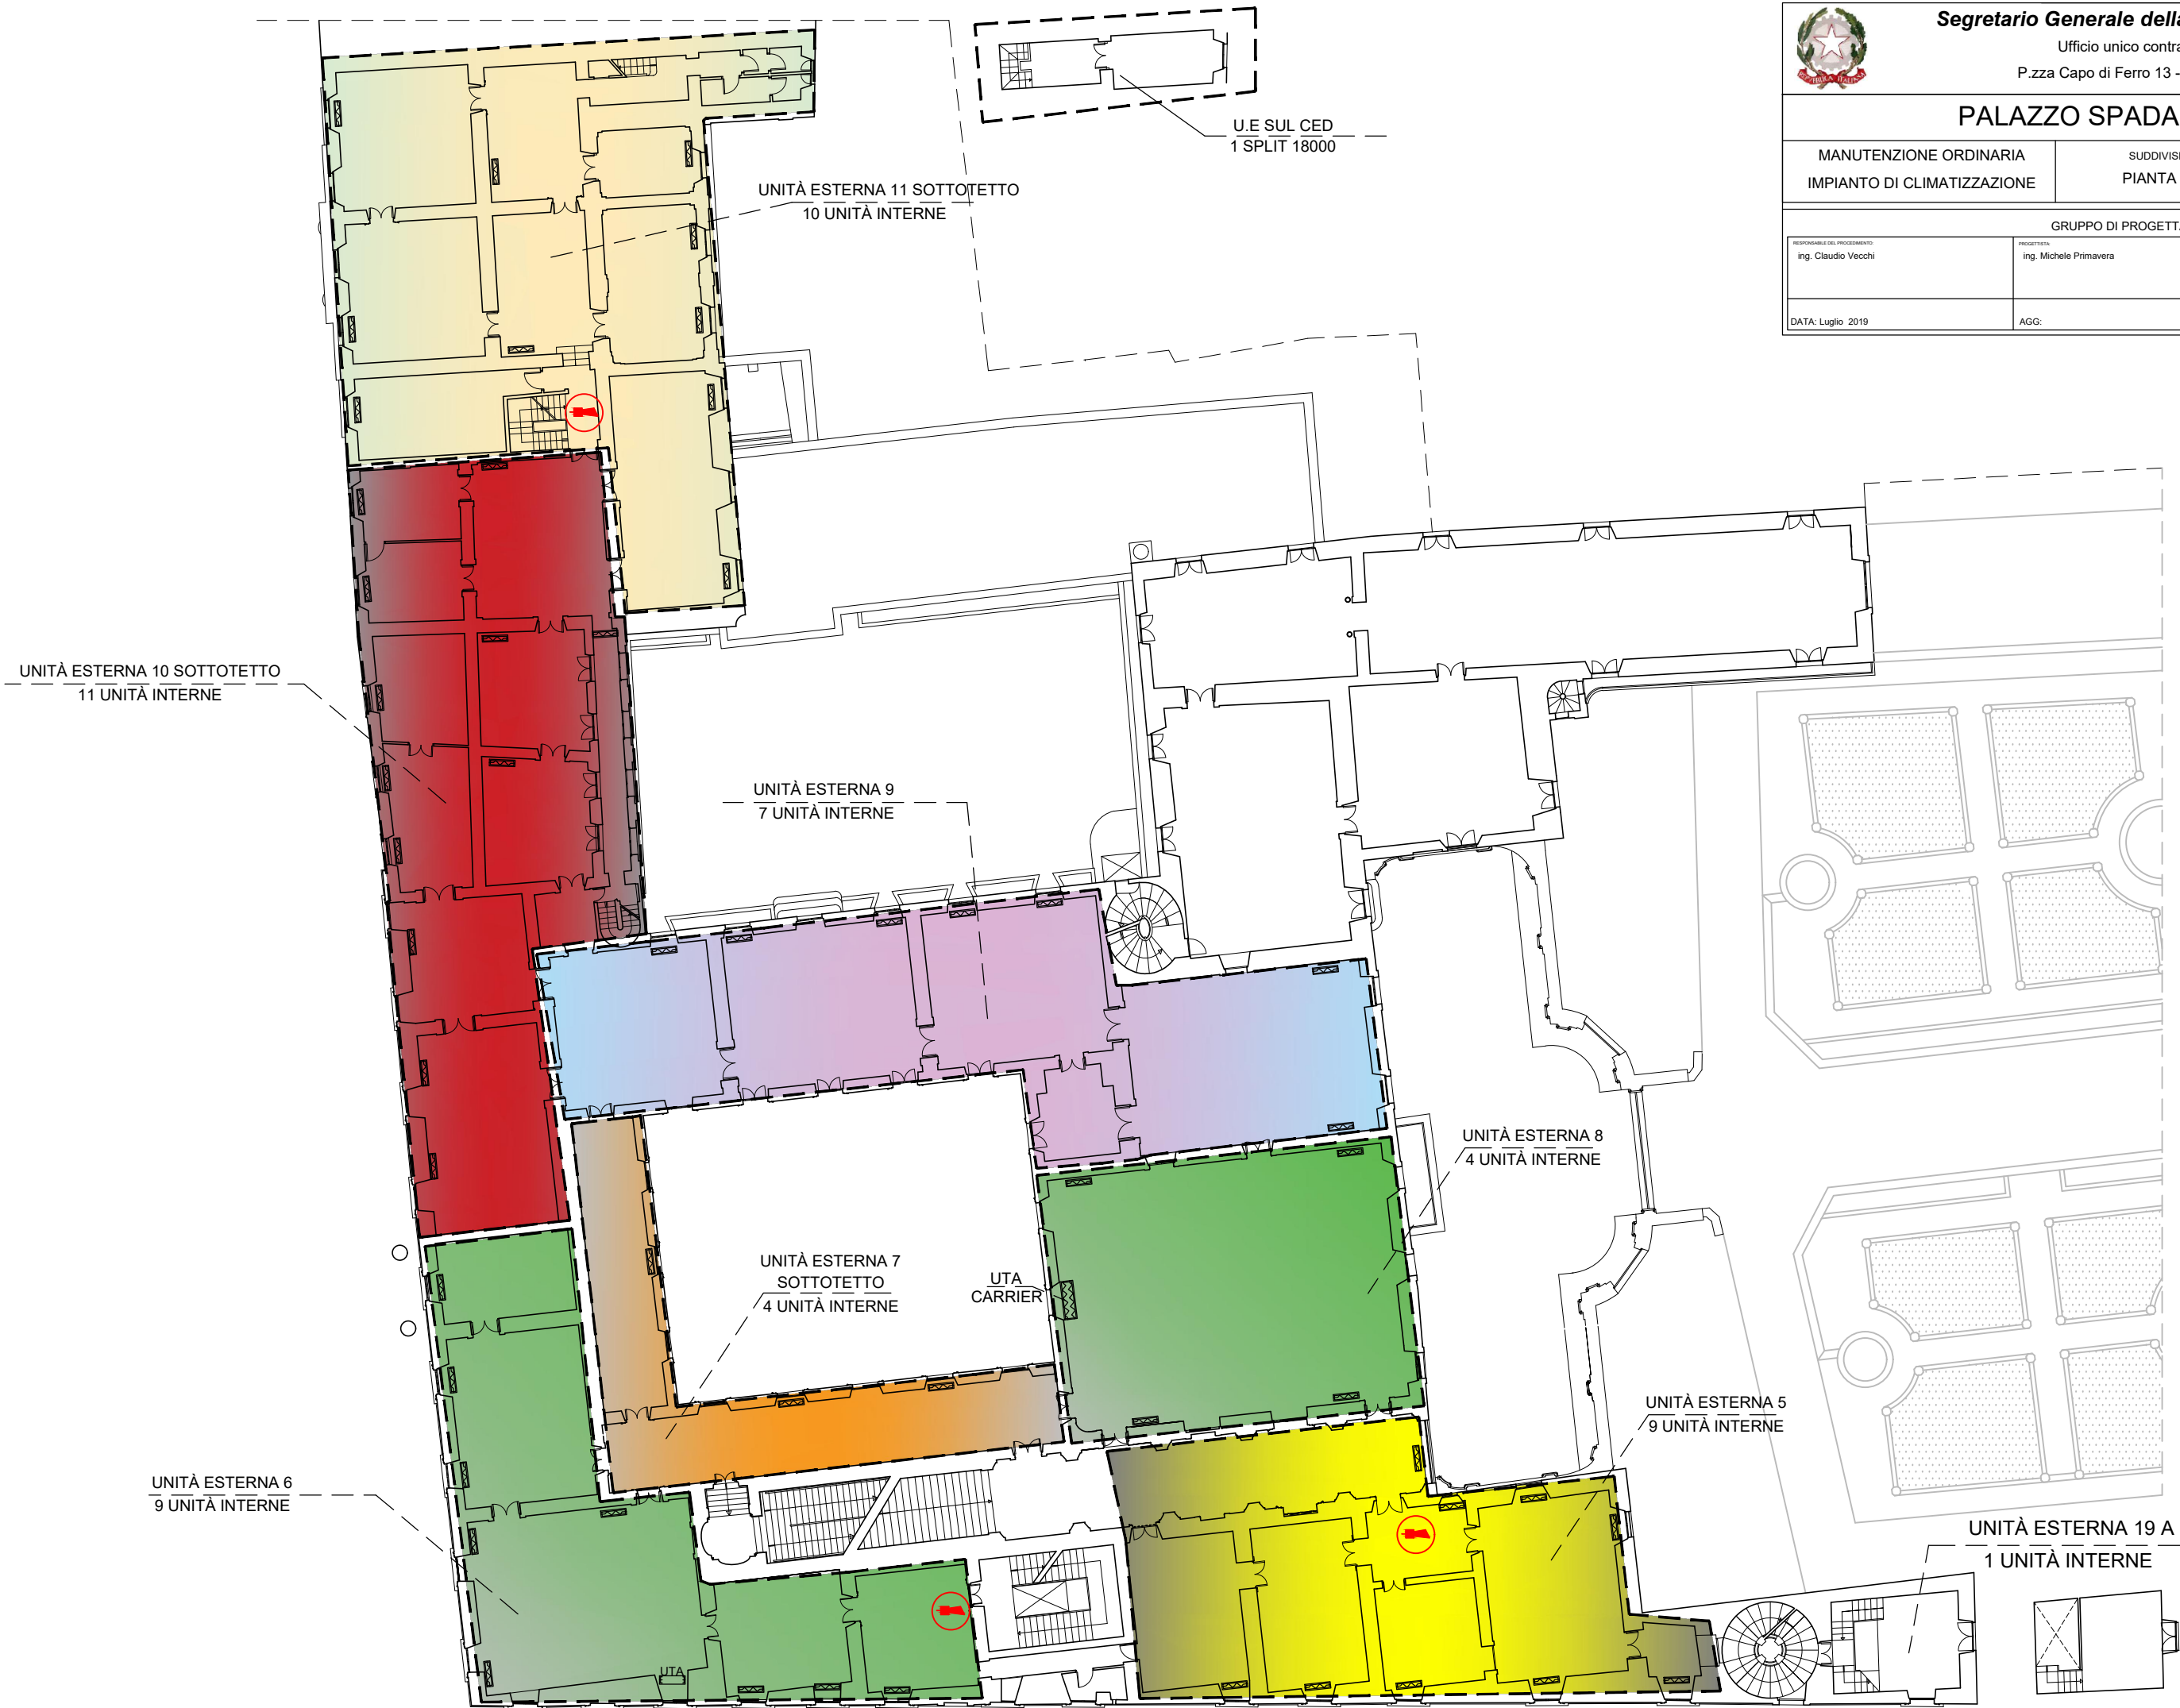 Segretario Generale della
Ufficio unico contra
P.zza Capo di Ferro 13 -
PALAZZO SPADA
MANUTENZIONE ORDINARIA
IMPIANTO DI CLIMATIZZAZIONE
SUDDIVIS
PIANTA
GRUPPO DI PROGETT
RESPONSABILE DEL PROCEDIMENTO:
ing. Claudio Vecchi
PROGETTISTA:
ing. Michele Primavera
DATA: Luglio 2019
AGG:
U.E SUL CED
1 SPLIT 18000
UNITÀ ESTERNA 11 SOTTOTETTO
10 UNITÀ INTERNE
UNITÀ ESTERNA 10 SOTTOTETTO
11 UNITÀ INTERNE
UNITÀ ESTERNA 9
7 UNITÀ INTERNE
UNITÀ ESTERNA 8
4 UNITÀ INTERNE
UNITÀ ESTERNA 7
SOTTOTETTO
4 UNITÀ INTERNE
UTA
CARRIER
UNITÀ ESTERNA 5
9 UNITÀ INTERNE
UNITÀ ESTERNA 6
9 UNITÀ INTERNE
UNITÀ ESTERNA 19 A
1 UNITÀ INTERNE
UTA